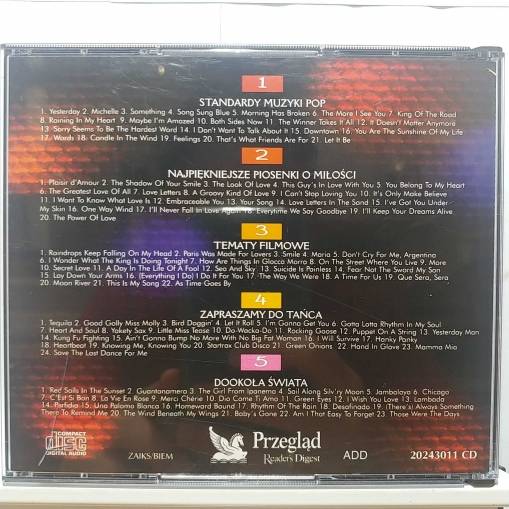 1
STANDARDY MUZYKI POP
1. Yesterday 2. Michelle 3. Something 4. Song Sung Blue 5. Morning Has Broken 6. The More I See You 7. King Of The Road
8. Raining In My Heart 9. Maybe I'm Amazed 10. Both Sides Now 11. The Winner Takes It All 12. It Doesn't Matter Anymore
13. Sorry Seems To Be The Hardest Word 14. I Don't Want To Talk About It 15. Downtown 16. You Are The Sunshine Of My Life
17. Words 18. Candle In The Wind 19. Feelings 20. That's What Friends Are For 21. Let It Be
2
NAJPIĘKNIEJSZE PIOSENKI O MIŁOŚCI
1. Plaisir d'Amour 2. The Shadow Of Your Smile 3. The Look Of Love 4. This Guy's In Love With You 5. You Belong To My Heart
6. The Greatest Love Of All 7. Love Letters 8. A Groovy Kind Of Love 9. I Can't Stop Loving You 10. It's Only Make Believe
11. I Want To Know What Love Is 12. Embraceable You 13. Your Song 14. Love Letters In The Sand 15. I've Got You Under
My Skin 16. One Way Wind 17. I'll Never Fall In Love Again 18. Everytime We Say Goodbye 19. I'll Keep Your Dreams Alive
20. The Power Of Love
3
TEMATY FILMOWE
1. Raindrops Keep Falling On My Head 2. Paris Was Made For Lovers 3. Smile 4. Maria 5. Don't Cry For Me, Argentina
6. I Wonder What The King Is Doing Tonight 7. How Are Things In Glocca Morra 8. On The Street Where You Live 9. More
10. Secret Love 11. A Day In The Life Of A Fool 12. Sea And Sky 13. Suicide Is Painless 14. Fear Not The Sword My Son
15. Lay Down Your Arms 16. (Everything I Do) I Do It For You 17. The Way We Were 18. A Time For Us 19. Que Sera, Sera
20. Moon River 21. This Is My Song 22. As Time Goes By
4
ZAPRASZAMY DO TAŃCA
1. Tequila 2. Good Golly Miss Molly 3. Bird Doggin' 4. Let It Roll 5. I'm Gonna Get You 6. Gotta Lotta Rhythm In My Soul
7. Heart And Soul 8. Yakety Sax 9. Little Miss Tease 10. Do-Wacka-Do 11. Rocking Goose 12. Puppet On A String 13. Yesterday Man
14. Kung Fu Fighting 15. Ain't Gonna Bump No More With No Big Fat Woman 16. I Will Survive 17. Hanky Panky
18. Heartbeat 19. Knowing Me, Knowing You 20. Startrax Club Disco 21. Green Onions 22. Hand In Glove 23. Mamma Mia
24. Save The Last Dance For Me
5
DOOKOŁA ŚWIATA
1. Red Sails In The Sunset 2. Guantanamera 3. The Girl From Ipanema 4. Sail Along Silv'ry Moon 5. Jambalaya 6. Chicago
7. C'Est Si Bon 8. La Vie En Rose 9. Merci Chérie 10. Dio Come Ti Amo 11. Green Eyes 12. I Wish You Love 13. Lambada
14. Perfidia 15. Una Paloma Blanca 16. Homeward Bound 17. Rhythm Of The Rain 18. Desafinado 19. (There's) Always Something
There To Remind Me 20. The Wind Beneath My Wings 21. Baby's Gone 22. Am I That Easy To Forget 23. Those Were The Days
COMPACT
disc
DIGITAL AUDIO
ZAIKS/BIEM
Przegląd
Reader's Digest
ADD
20243011 CD